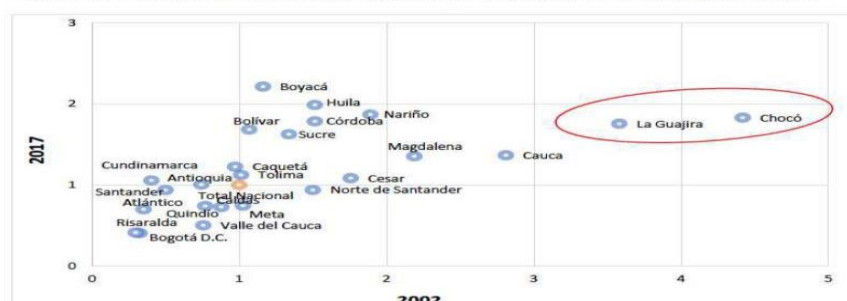 3
Boyacá
2
Huila
Nariño
Bolívar
Córdoba
La Guajira
Chocó
Sucre
2017
Magdalena
Cauca
Cundinamarca
Caquetá
Antioquia
Tolima
Cesar
1
Santander
Norte de Santander
Total Nacional
Atlántico
Caldas
Quindío
Meta
Risaralda
Valle del Cauca
Bogotá D.C.
0
0 1 2 3 4 5